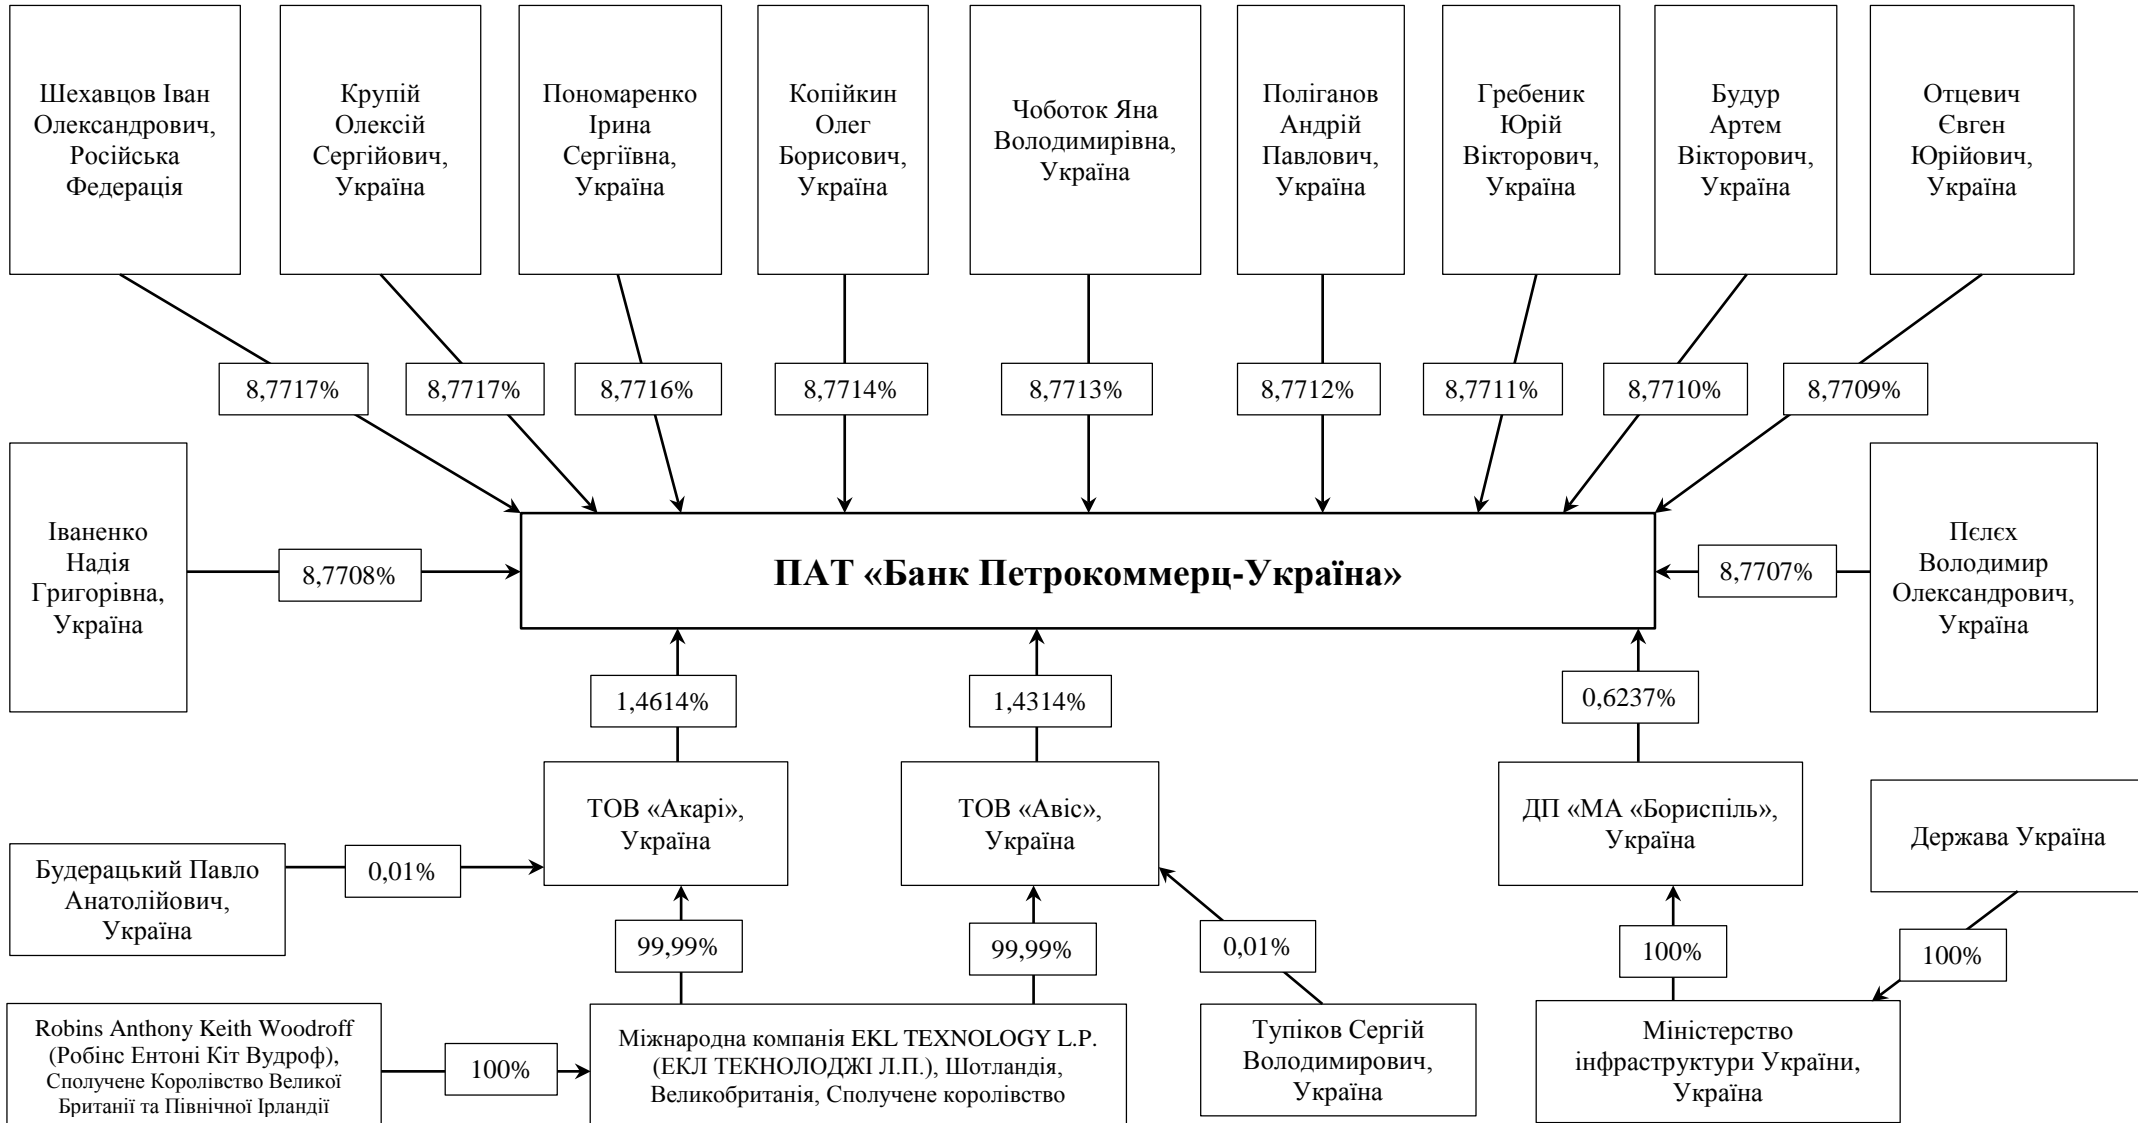 Шехавцов Іван
Олександрович,
Російська
Федерація
Крупій
Олексій
Сергійович,
Україна
Пономаренко
Ірина
Сергіївна,
Україна
Копійкин
Олег
Борисович,
Україна
Чоботок Яна
Володимирівна,
Україна
Поліганов
Андрій
Павлович,
Україна
Гребеник
Юрій
Вікторович,
Україна
Будур
Артем
Вікторович,
Україна
Отцевич
Євген
Юрійович,
Україна
8,7717%
8,7717%
8,7716%
8,7714%
8,7713%
8,7712%
8,7711%
8,7710%
8,7709%
Іваненко
Надія
Григорівна,
Україна
8,7708%
ПАТ «Банк Петрокоммерц-Україна»
8,7707%
Пєлєх
Володимир
Олександрович,
Україна
1,4614%
1,4314%
0,6237%
ТОВ «Акарі»,
Україна
ТОВ «Авіс»,
Україна
ДП «МА «Бориспіль»,
Україна
Держава Україна
Будерацький Павло
Анатолійович,
Україна
0,01%
99,99%
99,99%
0,01%
100%
100%
Robins Anthony Keith Woodroff
(Робінс Ентоні Кіт Вудроф),
Сполучене Королівство Великої
Британії та Північної Ірландії
100%
Міжнародна компанія EKL TEXNOLOGY L.P.
(ЕКЛ ТЕКНОЛОДЖІ Л.П.), Шотландія,
Великобританія, Сполучене королівство
Тупіков Сергій
Володимирович,
Україна
Міністерство
інфраструктури України,
Україна